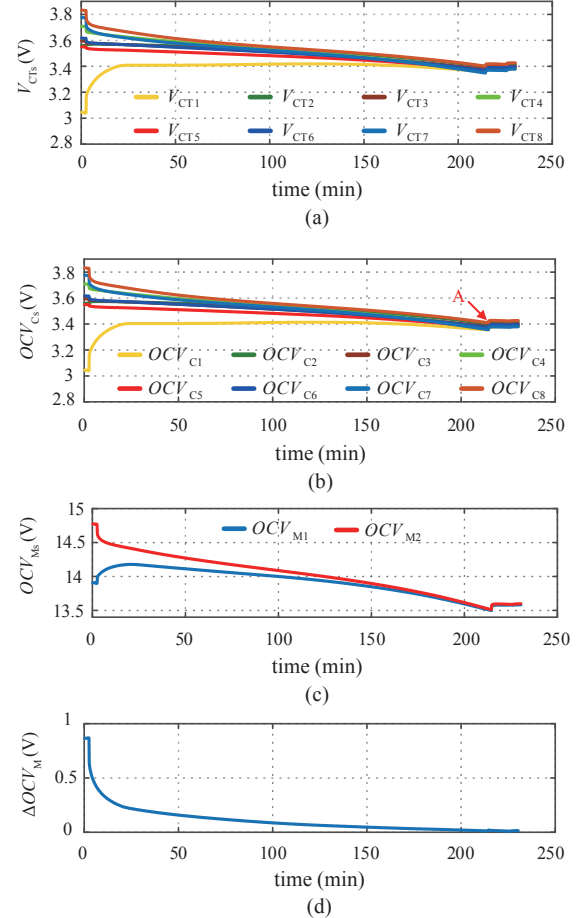 3.8
3.6
3.4
3.2
3
2.8
V_CTs (V)
V_CT1 V_CT2 V_CT3 V_CT4
V_CT5 V_CT6 V_CT7 V_CT8
0 50 100 150 200 250
time (min)
(a)
3.8
3.6
3.4
3.2
3
2.8
OCV_Cs (V)
A
OCV_C1 OCV_C2 OCV_C3 OCV_C4
OCV_C5 OCV_C6 OCV_C7 OCV_C8
0 50 100 150 200 250
time (min)
(b)
15
14.5
14
13.5
OCV_Ms (V)
OCV_M1 OCV_M2
0 50 100 150 200 250
time (min)
(c)
1
0.5
0
ΔOCV_M (V)
0 50 100 150 200 250
time (min)
(d)